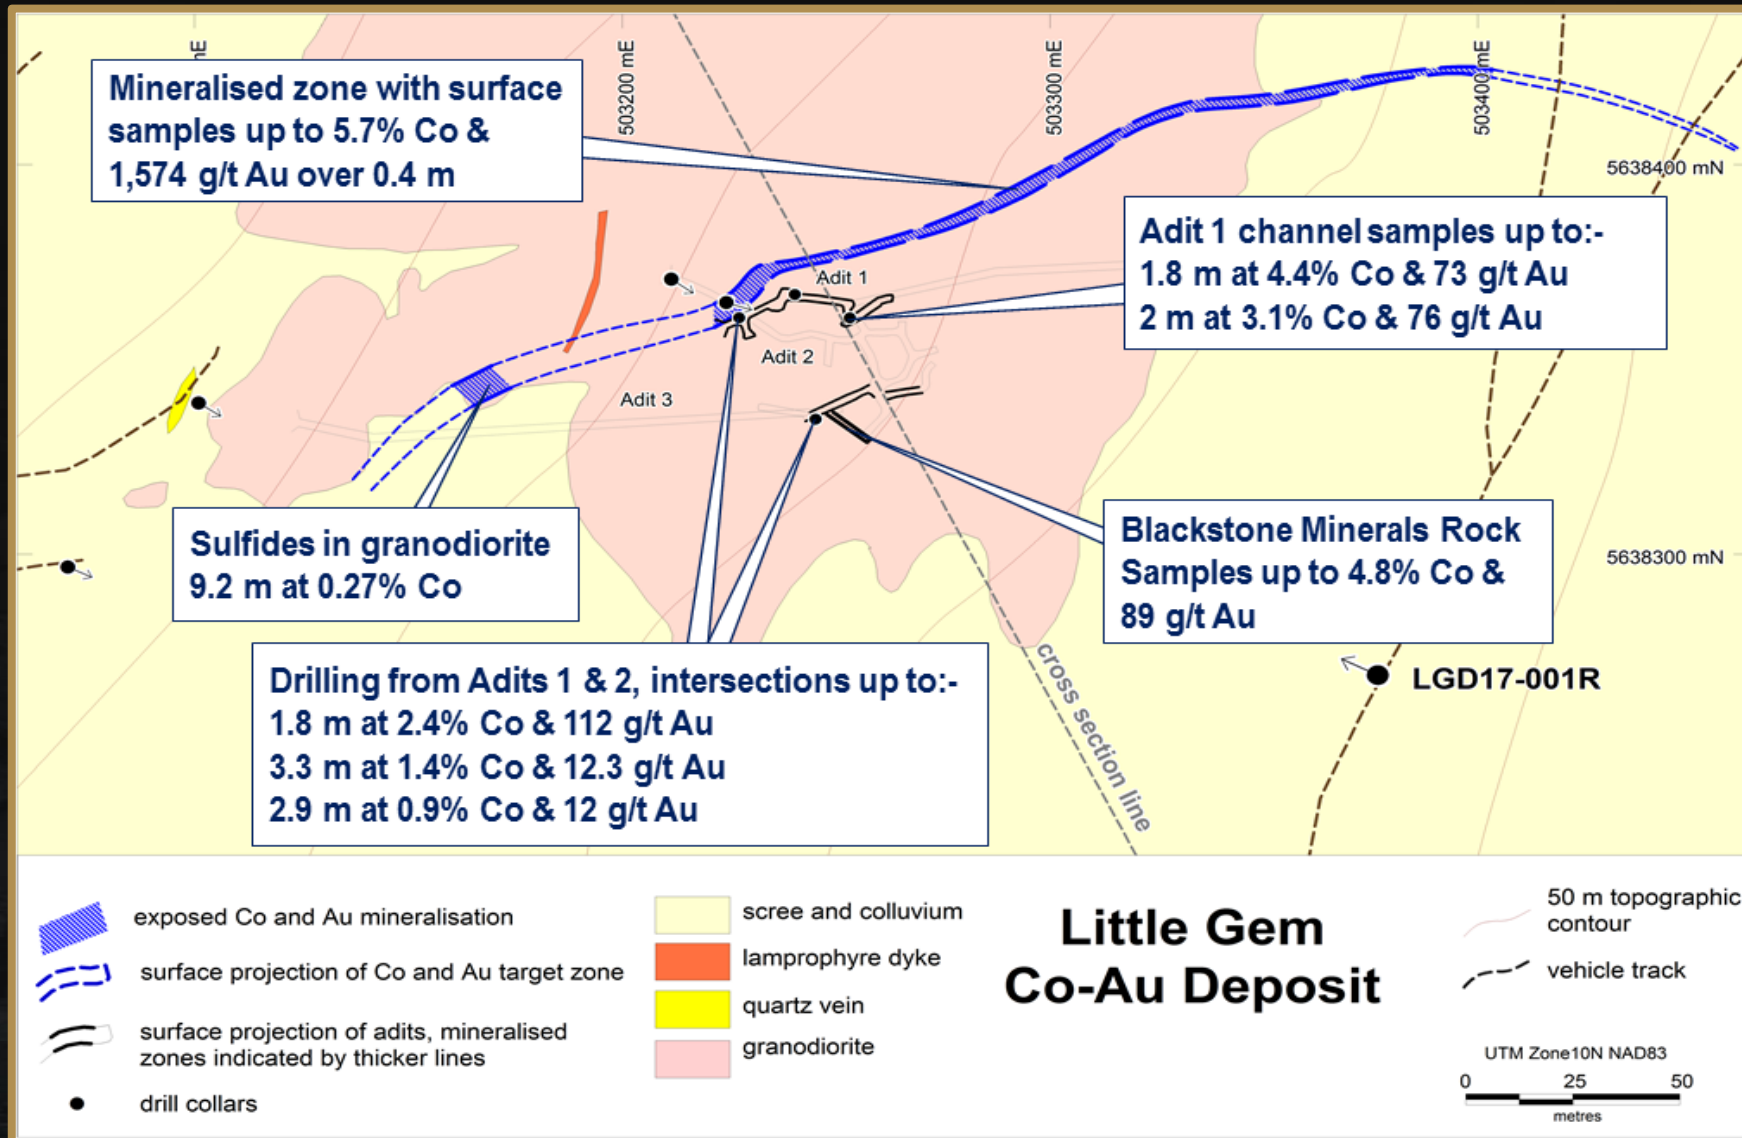 mE
503200 mE
503300 mE
503400 mE
Mineralised zone with surface
samples up to 5.7% Co &
1,574 g/t Au over 0.4 m
5638400 mN
Adit 1 channel samples up to:-
1.8 m at 4.4% Co & 73 g/t Au
2 m at 3.1% Co & 76 g/t Au
Adit 1
Adit 2
Adit 3
Sulfides in granodiorite
9.2 m at 0.27% Co
Blackstone Minerals Rock
Samples up to 4.8% Co &
89 g/t Au
5638300 mN
Drilling from Adits 1 & 2, intersections up to:-
1.8 m at 2.4% Co & 112 g/t Au
3.3 m at 1.4% Co & 12.3 g/t Au
2.9 m at 0.9% Co & 12 g/t Au
cross section line
LGD17-001R
exposed Co and Au mineralisation
surface projection of Co and Au target zone
surface projection of adits, mineralised
zones indicated by thicker lines
drill collars
scree and colluvium
lamprophyre dyke
quartz vein
granodiorite
Little Gem
Co-Au Deposit
50 m topographic
contour
vehicle track
UTM Zone10N NAD83
0 25 50
metres